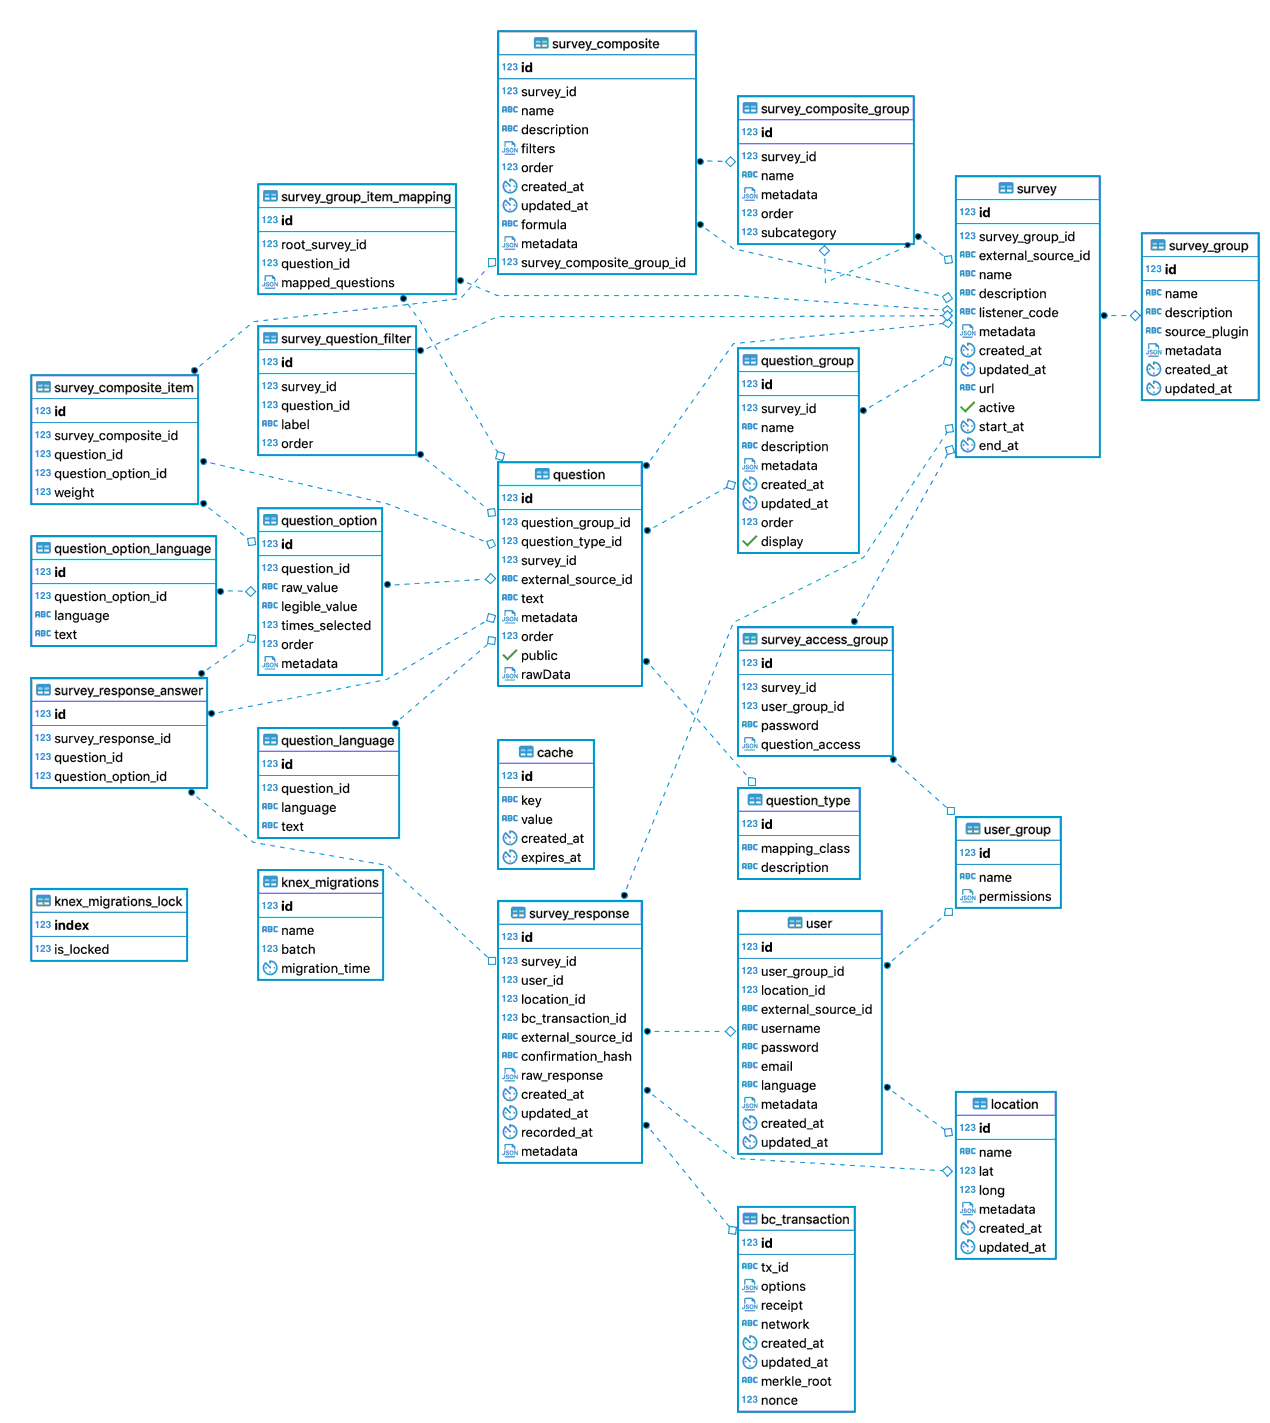 survey_composite
123 id
123 survey_id
ABC name
ABC description
JSON filters
123 order
created_at
updated_at
ABC formula
JSON metadata
123 survey_composite_group_id
survey_composite_group
123 id
123 survey_id
ABC name
JSON metadata
123 order
123 subcategory
survey
123 id
123 survey_group_id
ABC external_source_id
ABC name
ABC description
ABC listener_code
JSON metadata
created_at
updated_at
ABC url
active
start_at
end_at
survey_group
123 id
ABC name
ABC description
ABC source_plugin
JSON metadata
created_at
updated_at
survey_group_item_mapping
123 id
123 root_survey_id
123 question_id
JSON mapped_questions
survey_question_filter
123 id
123 survey_id
123 question_id
ABC label
123 order
question_group
123 id
123 survey_id
ABC name
ABC description
JSON metadata
created_at
updated_at
123 order
display
survey_composite_item
123 id
123 survey_composite_id
123 question_id
123 question_option_id
123 weight
question
123 id
123 question_group_id
123 question_type_id
123 survey_id
ABC external_source_id
ABC text
JSON metadata
123 order
public
JSON rawData
question_option
123 id
123 question_id
ABC raw_value
ABC legible_value
123 times_selected
123 order
JSON metadata
question_option_language
123 id
123 question_option_id
ABC language
ABC text
survey_access_group
123 id
123 survey_id
123 user_group_id
ABC password
JSON question_access
survey_response_answer
123 id
123 survey_response_id
123 question_id
123 question_option_id
question_language
123 id
123 question_id
ABC language
ABC text
cache
123 id
ABC key
ABC value
created_at
expires_at
question_type
123 id
ABC mapping_class
ABC description
user_group
123 id
ABC name
JSON permissions
knex_migrations_lock
123 index
123 is_locked
knex_migrations
123 id
ABC name
123 batch
migration_time
survey_response
123 id
123 survey_id
123 user_id
123 location_id
123 bc_transaction_id
ABC external_source_id
ABC confirmation_hash
JSON raw_response
created_at
updated_at
recorded_at
JSON metadata
user
123 id
123 user_group_id
123 location_id
ABC external_source_id
ABC username
ABC password
ABC email
ABC language
JSON metadata
created_at
updated_at
location
123 id
ABC name
123 lat
123 long
JSON metadata
created_at
updated_at
bc_transaction
123 id
ABC tx_id
JSON options
JSON receipt
ABC network
created_at
updated_at
ABC merkle_root
123 nonce